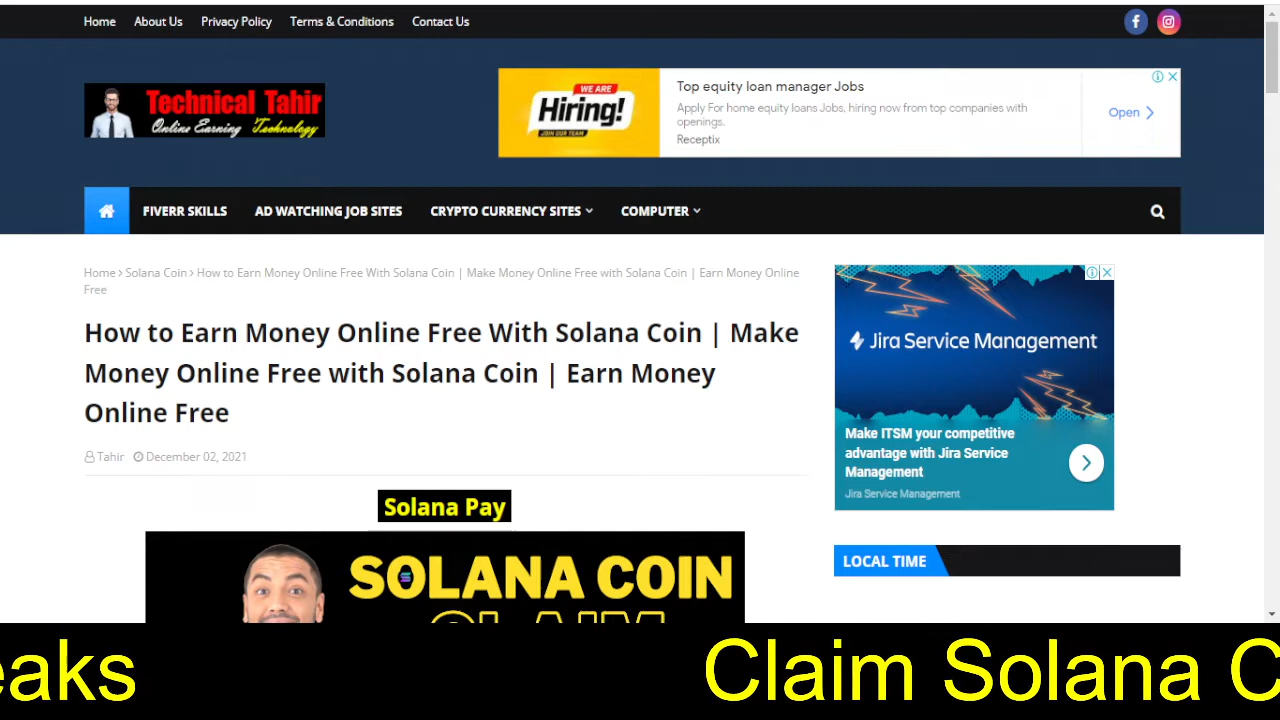 Home About Us Privacy Policy Terms & Conditions Contact Us
Technical Tahir
Online Earning Technology
WE ARE
Hiring!
JOIN OUR TEAM
Top equity loan manager Jobs
Apply For home equity loans Jobs, hiring now from top companies with
openings.
Receptix
Open
FIVERR SKILLS AD WATCHING JOB SITES CRYPTO CURRENCY SITES COMPUTER
Home › Solana Coin › How to Earn Money Online Free With Solana Coin | Make Money Online Free with Solana Coin | Earn Money Online
Free
How to Earn Money Online Free With Solana Coin | Make
Money Online Free with Solana Coin | Earn Money
Online Free
Tahir December 02, 2021
Solana Pay
SOLANA COIN
Jira Service Management
Make ITSM your competitive
advantage with Jira Service
Management
Jira Service Management
LOCAL TIME
eaks Claim Solana C